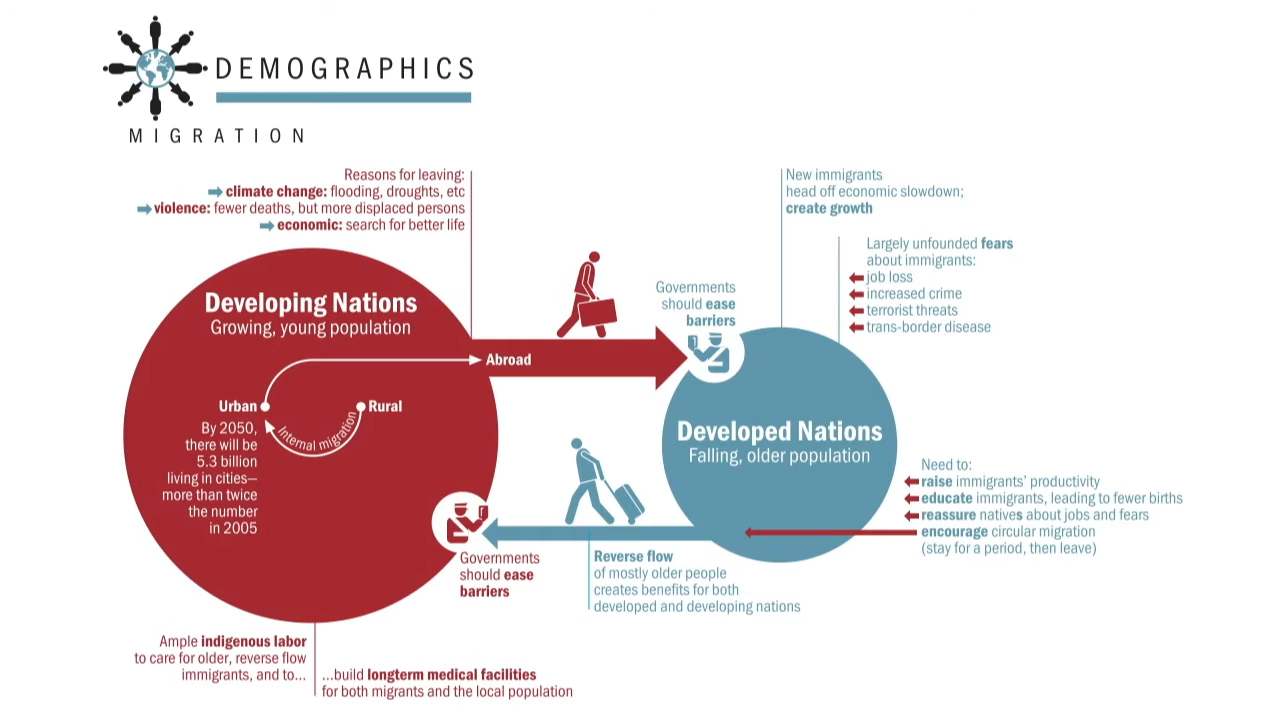 DEMOGRAPHICS
MIGRATION
Reasons for leaving:
climate change: flooding, droughts, etc
violence: fewer deaths, but more displaced persons
economic: search for better life
New immigrants
head off economic slowdown;
create growth
Largely unfounded fears
about immigrants:
job loss
increased crime
terrorist threats
trans-border disease
Developing Nations
Growing, young population
Governments
should ease
barriers
Abroad
Urban
Rural
Internal migration
By 2050,
there will be
5.3 billion
living in cities—
more than twice
the number
in 2005
Developed Nations
Falling, older population
Need to:
raise immigrants' productivity
educate immigrants, leading to fewer births
reassure natives about jobs and fears
encourage circular migration
(stay for a period, then leave)
Governments
should ease
barriers
Reverse flow
of mostly older people
creates benefits for both
developed and developing nations
Ample indigenous labor
to care for older, reverse flow
immigrants, and to...
...build longterm medical facilities
for both migrants and the local population